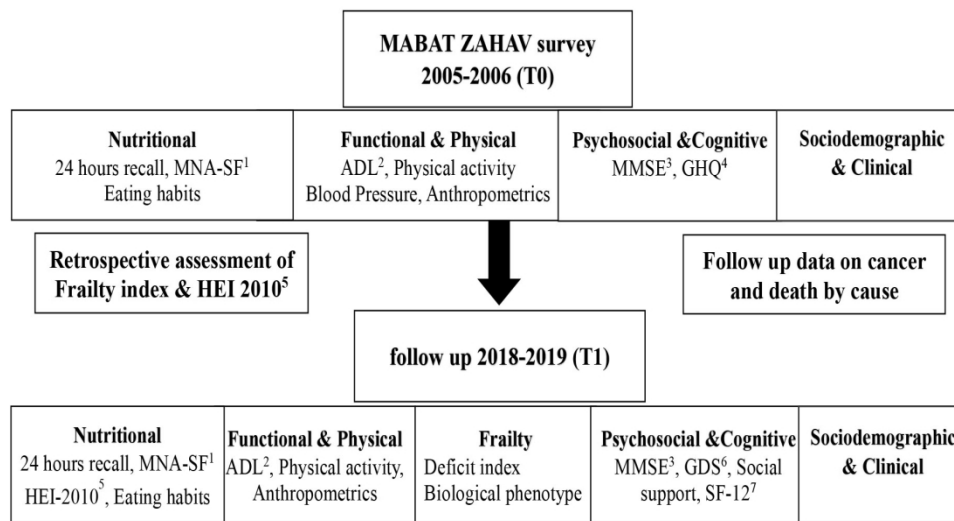 MABAT ZAHAV survey
2005-2006 (T0)
Nutritional
24 hours recall, MNA-SF¹
Eating habits
Functional & Physical
ADL², Physical activity
Blood Pressure, Anthropometrics
Psychosocial &Cognitive
MMSE³, GHQ⁴
Sociodemographic
& Clinical
Retrospective assessment of
Frailty index & HEI 2010⁵
Follow up data on cancer
and death by cause
follow up 2018-2019 (T1)
Nutritional
24 hours recall, MNA-SF¹
HEI-2010⁵, Eating habits
Functional & Physical
ADL², Physical activity,
Anthropometrics
Frailty
Deficit index
Biological phenotype
Psychosocial &Cognitive
MMSE³, GDS⁶, Social
support, SF-12⁷
Sociodemographic
& Clinical